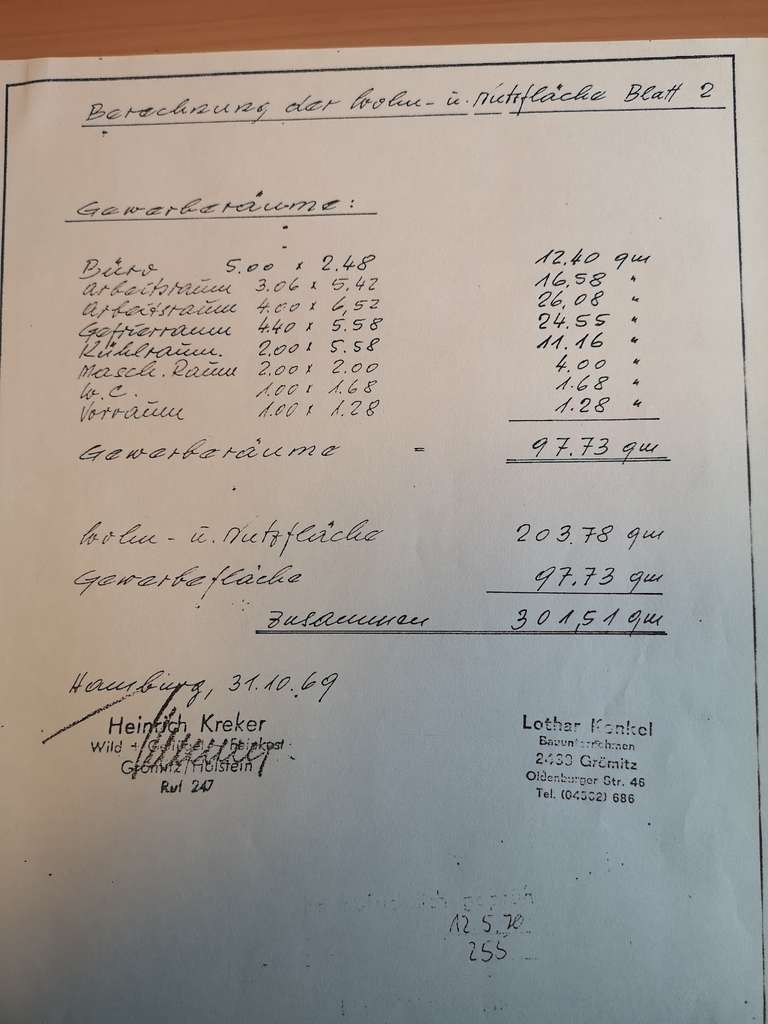 Berechnung der Wohn- u. Nutzfläche Blatt 2
Gewerberäume:
Büro 5.00 x 2.48 12.40 qm
Arbeitsraum 3.06 x 5.42 16,58 "
Arbeitsraum 4.00 x 6,52 26,08 "
Gefrierraum 4.40 x 5.58 24.55 "
Kühlraum. 2.00 x 5.58 11.16 "
Masch. Raum 2.00 x 2.00 4.00 "
W.C. 1.00 x 1.68 1.68 "
Vorraum 1.00 x 1.28 1.28 "
Gewerberäume = 97.73 qm
Wohn- u. Nutzfläche 203.78 qm
Gewerbefläche 97.73 qm
Zusammen 301,51 qm
Hamburg, 31.10.69
Heinrich Kreker
Wild + Geflügel + Feinkost
Grömitz/Holstein
Ruf 247
Lothar Konkel
Bauunternehmen
2433 Grömitz
Oldenburger Str. 46
Tel. (04562) 686
12.5.70
255